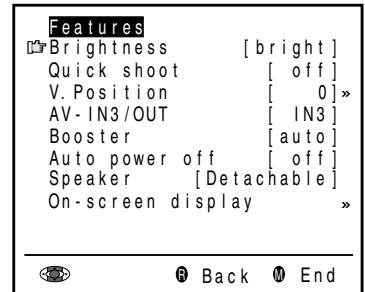 Features
Brightness [bright]
Quick shoot [ off]
V.Position [ 0]»
AV-IN3/OUT [ IN3]
Booster [auto]
Auto power off [ off]
Speaker [Detachable]
On-screen display »
R Back M End